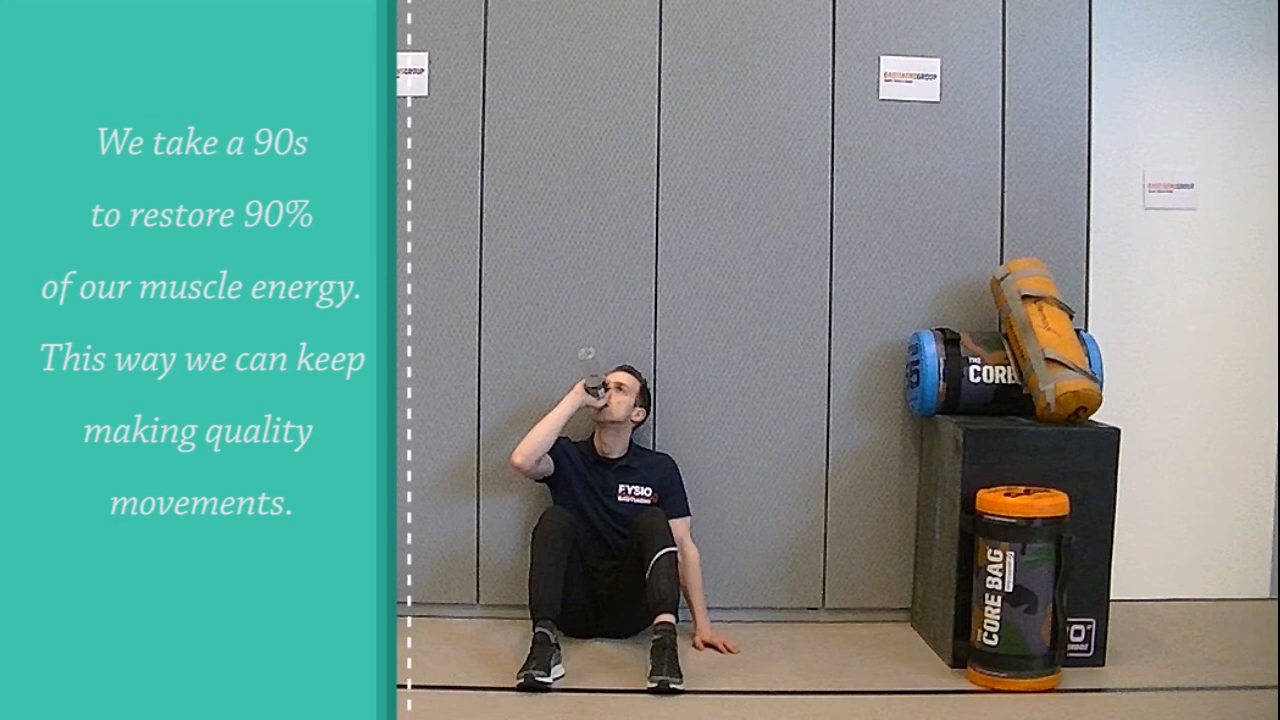 We take a 90s
to restore 90%
of our muscle energy.
This way we can keep
making quality
movements.
FYSIO
THE
CORE
THE
CORE BAG